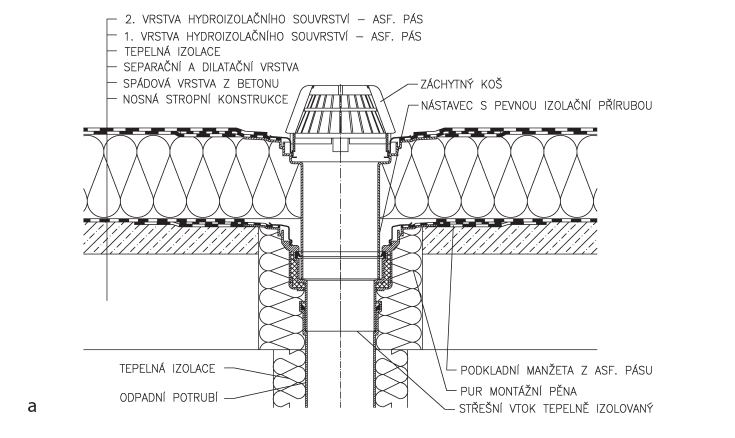 2. VRSTVA HYDROIZOLAČNÍHO SOUVRSTVÍ – ASF. PÁS
1. VRSTVA HYDROIZOLAČNÍHO SOUVRSTVÍ – ASF. PÁS
TEPELNÁ IZOLACE
SEPARAČNÍ A DILATAČNÍ VRSTVA
SPÁDOVÁ VRSTVA Z BETONU
NOSNÁ STROPNÍ KONSTRUKCE
ZÁCHYTNÝ KOŠ
NÁSTAVEC S PEVNOU IZOLAČNÍ PŘÍRUBOU
TEPELNÁ IZOLACE
ODPADNÍ POTRUBÍ
PODKLADNÍ MANŽETA Z ASF. PÁSU
PUR MONTÁŽNÍ PĚNA
STŘEŠNÍ VTOK TEPELNĚ IZOLOVANÝ
a